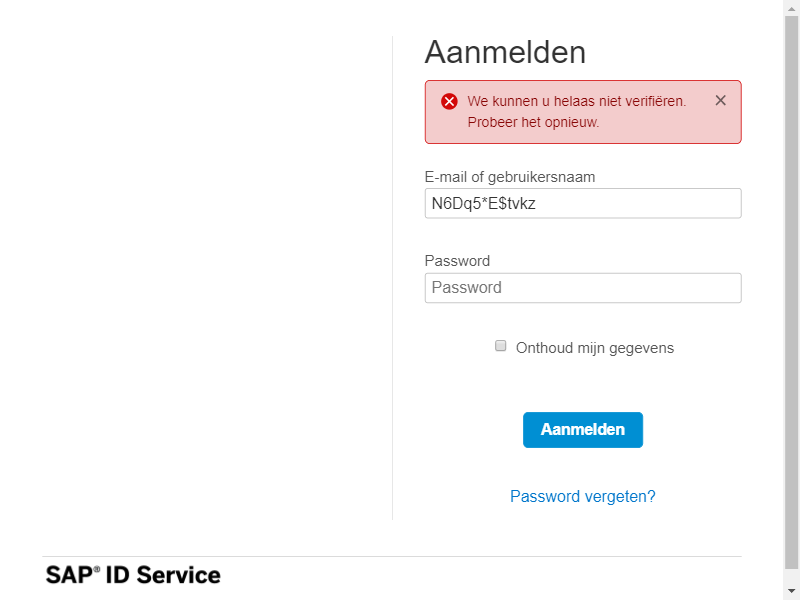 Aanmelden
We kunnen u helaas niet verifiëren.
Probeer het opnieuw.
E-mail of gebruikersnaam
N6Dq5*E$tvkz
Password
Password
Onthoud mijn gegevens
Aanmelden
Password vergeten?
SAP® ID Service